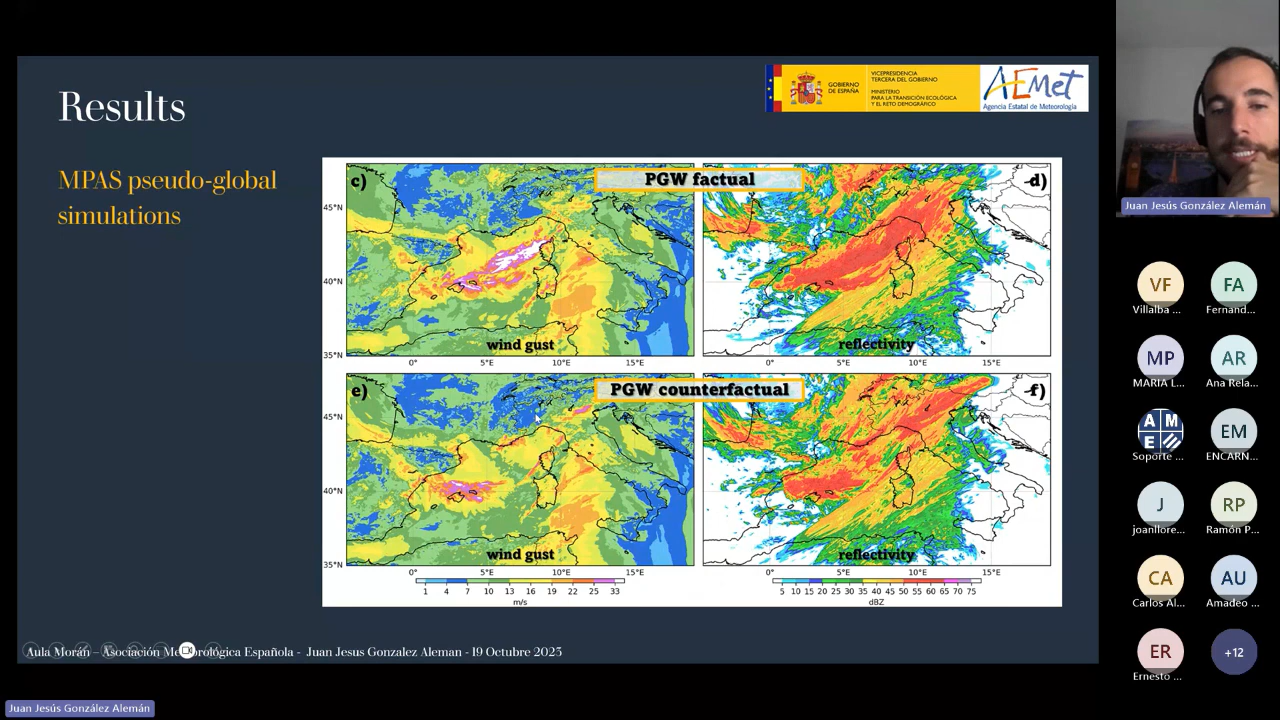 Results
GOBIERNO
DE ESPAÑA
VICEPRESIDENCIA
TERCERA DEL GOBIERNO
MINISTERIO
PARA LA TRANSICIÓN ECOLÓGICA
Y EL RETO DEMOGRÁFICO
AEMet
Agencia Estatal de Meteorología
MPAS pseudo-global
simulations
c) PGW factual d)
45°N
40°N
35°N
wind gust reflectivity
0° 5°E 10°E 15°E 0° 5°E 10°E 15°E
e) PGW counterfactual f)
45°N
40°N
35°N
wind gust reflectivity
0° 5°E 10°E 15°E 0° 5°E 10°E 15°E
1 4 7 10 13 16 19 22 25 33
m/s
5 10 15 20 25 30 35 40 45 50 55 60 65 70 75
dBZ
Aula Morán – Asociación Meteorológica Española - Juan Jesus Gonzalez Aleman - 19 Octubre 2023
Juan Jesús González Alemán
Juan Jesús González Alemán
VF FA
Villalba ... Fernand...
MP AR
MARIA L... Ana Rela...
A M E EM
Soporte ... ENCARN...
J RP
joanllore... Ramón P...
CA AU
Carlos Al... Amadeo ...
ER +12
Ernesto ...